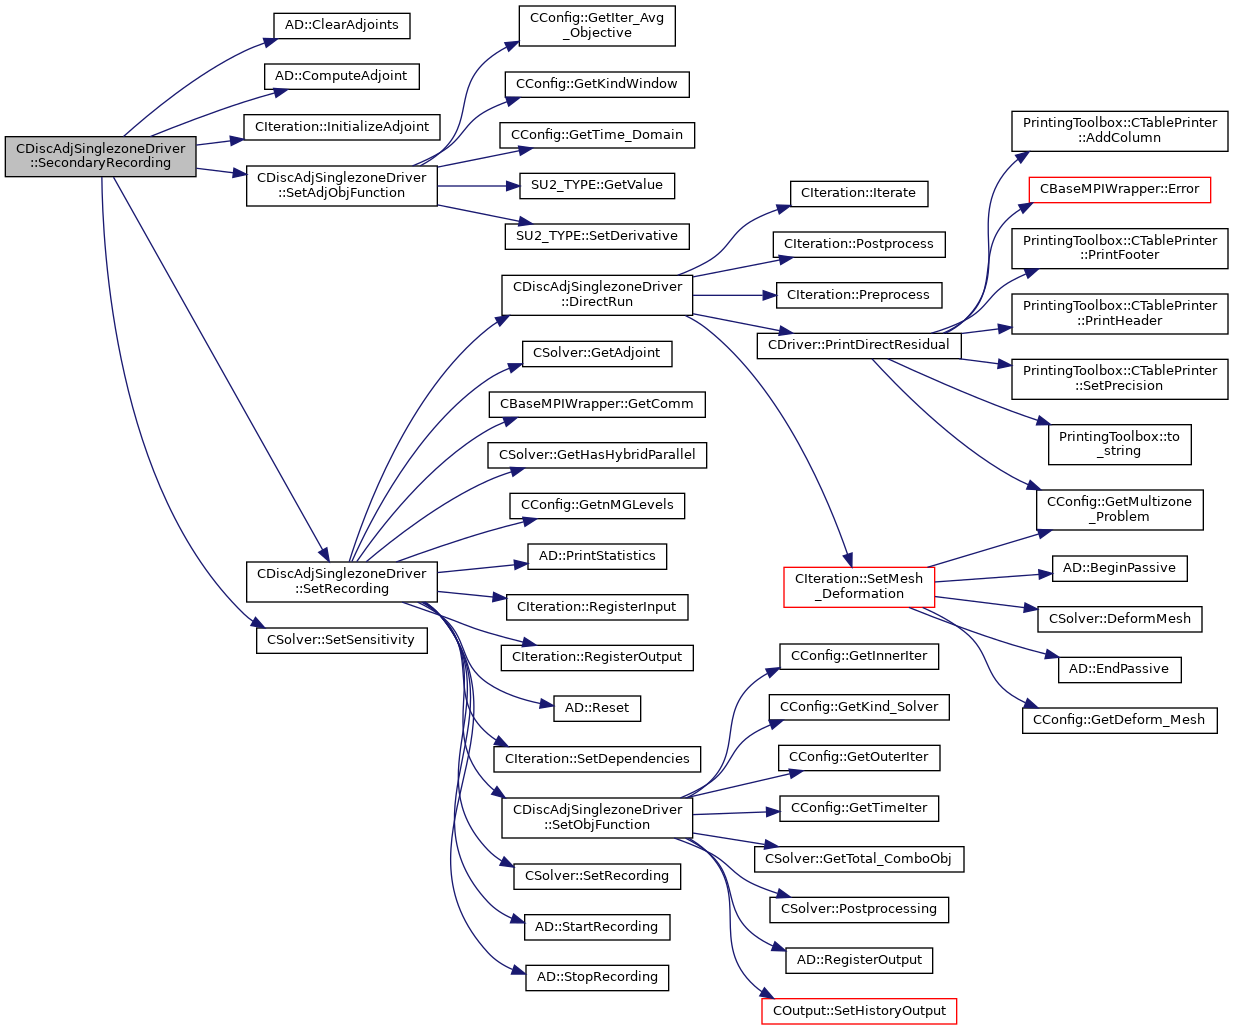 CDiscAdjSinglezoneDriver
::SecondaryRecording
AD::ClearAdjoints
AD::ComputeAdjoint
CIteration::InitializeAdjoint
CDiscAdjSinglezoneDriver
::SetAdjObjFunction
CConfig::GetIter_Avg
_Objective
CConfig::GetKindWindow
CConfig::GetTime_Domain
SU2_TYPE::GetValue
SU2_TYPE::SetDerivative
CDiscAdjSinglezoneDriver
::SetRecording
CSolver::SetSensitivity
CDiscAdjSinglezoneDriver
::DirectRun
CSolver::GetAdjoint
CBaseMPIWrapper::GetComm
CSolver::GetHasHybridParallel
CConfig::GetnMGLevels
AD::PrintStatistics
CIteration::RegisterInput
CIteration::RegisterOutput
AD::Reset
CIteration::SetDependencies
CDiscAdjSinglezoneDriver
::SetObjFunction
CSolver::SetRecording
AD::StartRecording
AD::StopRecording
CIteration::Iterate
CIteration::Postprocess
CIteration::Preprocess
CDriver::PrintDirectResidual
CIteration::SetMesh
_Deformation
CConfig::GetInnerIter
CConfig::GetKind_Solver
CConfig::GetOuterIter
CConfig::GetTimeIter
CSolver::GetTotal_ComboObj
CSolver::Postprocessing
AD::RegisterOutput
COutput::SetHistoryOutput
PrintingToolbox::CTablePrinter
::AddColumn
CBaseMPIWrapper::Error
PrintingToolbox::CTablePrinter
::PrintFooter
PrintingToolbox::CTablePrinter
::PrintHeader
PrintingToolbox::CTablePrinter
::SetPrecision
PrintingToolbox::to
_string
CConfig::GetMultizone
_Problem
AD::BeginPassive
CSolver::DeformMesh
AD::EndPassive
CConfig::GetDeform_Mesh